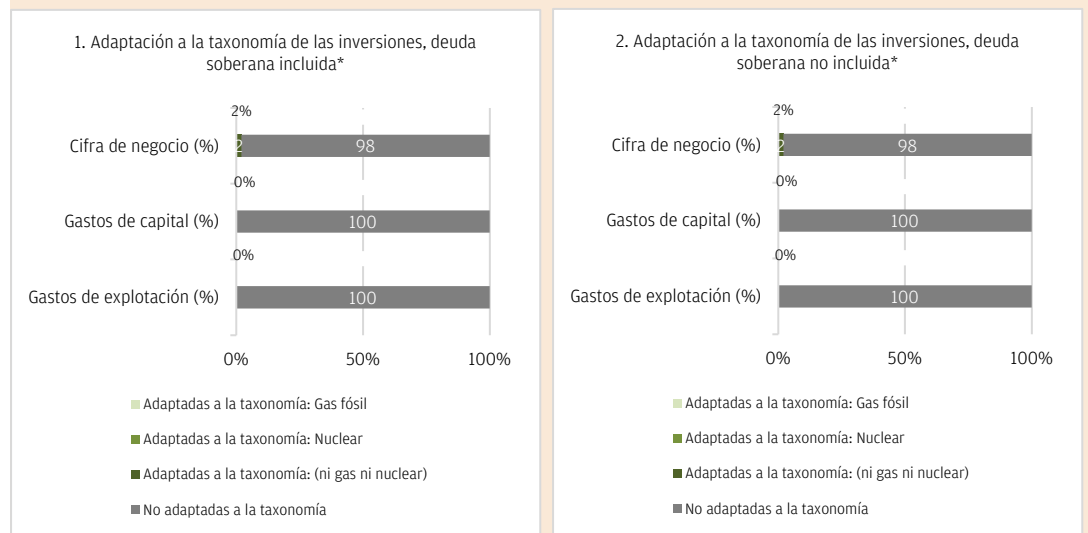 1. Adaptación a la taxonomía de las inversiones, deuda
soberana incluida*
2%
Cifra de negocio (%)
2
98
0%
Gastos de capital (%)
100
0%
Gastos de explotación (%)
100
0%
50%
100%
Adaptadas a la taxonomía: Gas fósil
Adaptadas a la taxonomía: Nuclear
Adaptadas a la taxonomía: (ni gas ni nuclear)
No adaptadas a la taxonomía
2. Adaptación a la taxonomía de las inversiones, deuda
soberana no incluida*
2%
Cifra de negocio (%)
2
98
0%
Gastos de capital (%)
100
0%
Gastos de explotación (%)
100
0%
50%
100%
Adaptadas a la taxonomía: Gas fósil
Adaptadas a la taxonomía: Nuclear
Adaptadas a la taxonomía: (ni gas ni nuclear)
No adaptadas a la taxonomía